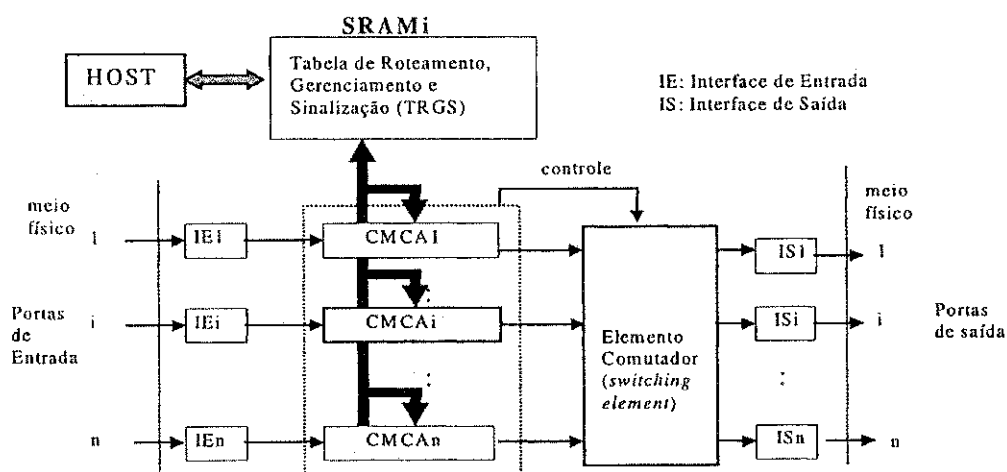 SRAMi
HOST
Tabela de Roteamento,
Gerenciamento e
Sinalização (TRGS)
IE: Interface de Entrada
IS: Interface de Saída
controle
meio
físico
meio
físico
1
IE1
CMCA1
IS1
1
Portas
de
Entrada
i
IEi
CMCAi
ISi
i
Portas
de saída
Elemento
Comutador
(switching
element)
:
:
:
n
IEn
CMCAn
ISn
n